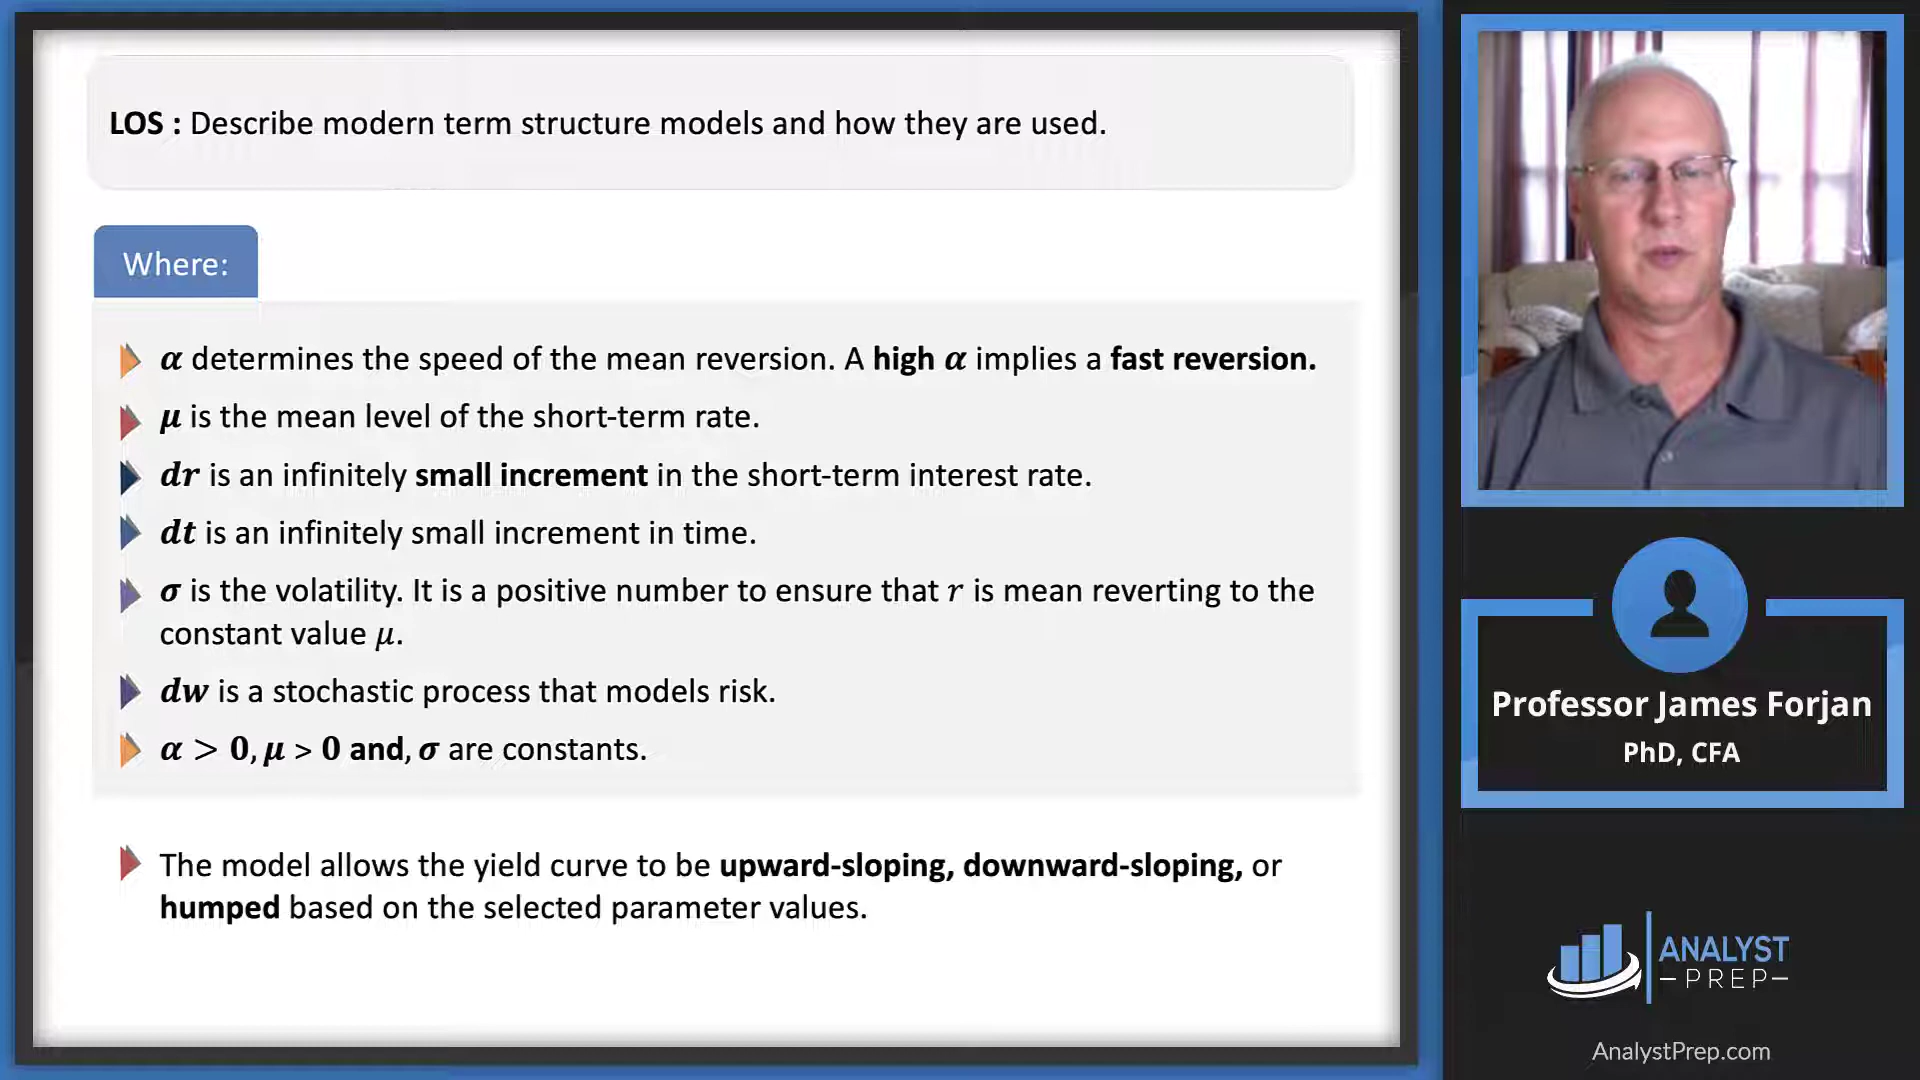 LOS : Describe modern term structure models and how they are used.
Where:
α determines the speed of the mean reversion. A high α implies a fast reversion.
μ is the mean level of the short-term rate.
dr is an infinitely small increment in the short-term interest rate.
dt is an infinitely small increment in time.
σ is the volatility. It is a positive number to ensure that r is mean reverting to the
constant value μ.
dw is a stochastic process that models risk.
α > 0, μ > 0 and, σ are constants.
The model allows the yield curve to be upward-sloping, downward-sloping, or
humped based on the selected parameter values.
Professor James Forjan
PhD, CFA
ANALYST
PREP
AnalystPrep.com